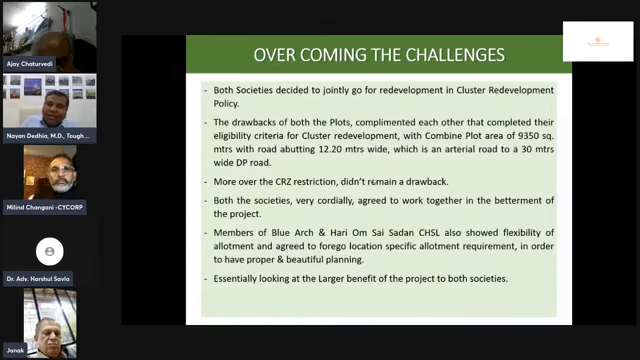 Ajay Chaturvedi
Nayan Dedhia, M.D., Tough...
Milind Changani -CYCORP
Dr. Adv. Harshul Savla
Janak
OVER COMING THE CHALLENGES
- Both Societies decided to jointly go for redevelopment in Cluster Redevelopment
Policy.
- The drawbacks of both the Plots, complimented each other that completed their
eligibility criteria for Cluster redevelopment, with Combine Plot area of 9350 sq.
mtrs with road abutting 12.20 mtrs wide, which is an arterial road to a 30 mtrs
wide DP road.
- More over the CRZ restriction, didn't remain a drawback.
- Both the societies, very cordially, agreed to work together in the betterment of
the project.
- Members of Blue Arch & Hari Om Sai Sadan CHSL also showed flexibility of
allotment and agreed to forego location specific allotment requirement, in order
to have proper & beautiful planning.
- Essentially looking at the Larger benefit of the project to both societies.